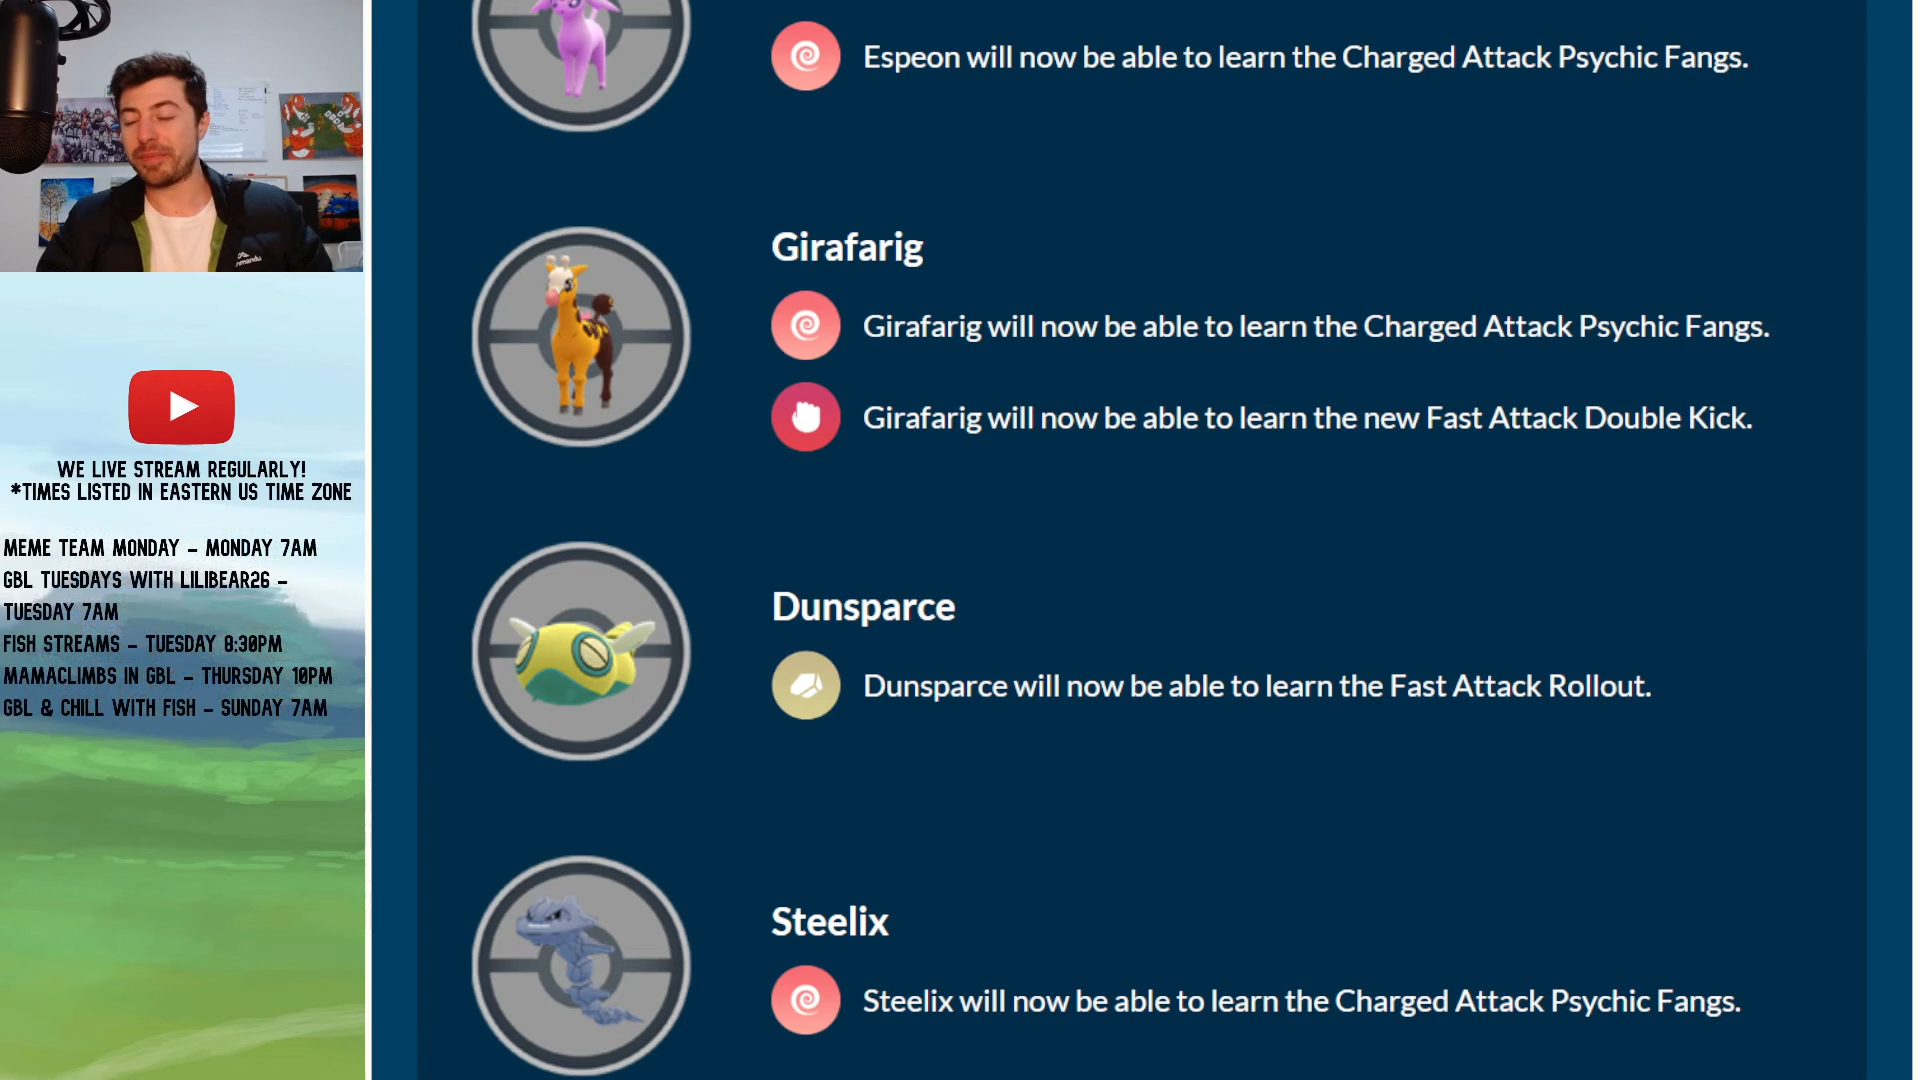 Espeon will now be able to learn the Charged Attack Psychic Fangs.
Girafarig
Girafarig will now be able to learn the Charged Attack Psychic Fangs.
Girafarig will now be able to learn the new Fast Attack Double Kick.
Dunsparce
Dunsparce will now be able to learn the Fast Attack Rollout.
Steelix
Steelix will now be able to learn the Charged Attack Psychic Fangs.
WE LIVE STREAM REGULARLY!
*TIMES LISTED IN EASTERN US TIME ZONE
MEME TEAM MONDAY - MONDAY 7AM
GBL TUESDAYS WITH LILIBEAR26 -
TUESDAY 7AM
FISH STREAMS - TUESDAY 8:30PM
MAMACLIMBS IN GBL - THURSDAY 10PM
GBL & CHILL WITH FISH - SUNDAY 7AM